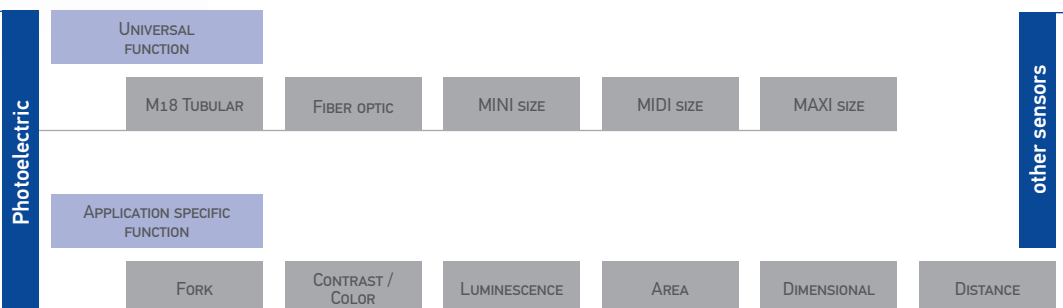 Photoelectric
Universal
function
M18 Tubular
Fiber optic
MINI size
MIDI size
MAXI size
Application specific
function
Fork
Contrast /
Color
Luminescence
Area
Dimensional
Distance
other sensors